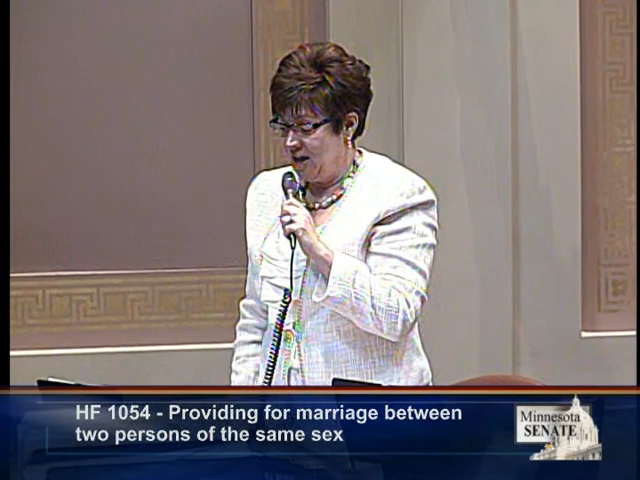 HF 1054 - Providing for marriage between
two persons of the same sex
Minnesota
SENATE